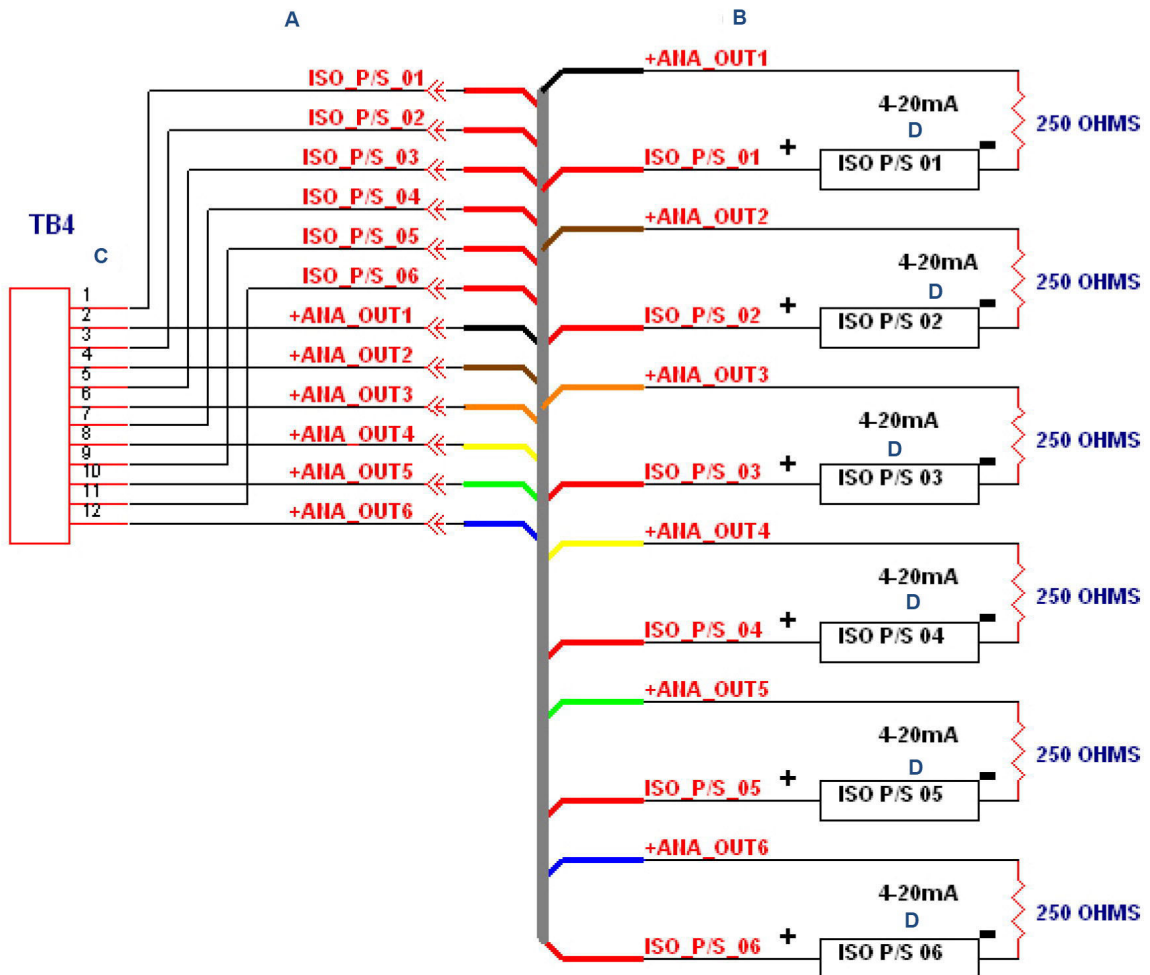 A
B
ISO_P/S_01
ISO_P/S_02
ISO_P/S_03
ISO_P/S_04
ISO_P/S_05
ISO_P/S_06
+ANA_OUT1
+ANA_OUT2
+ANA_OUT3
+ANA_OUT4
+ANA_OUT5
+ANA_OUT6
TB4
C
1
2
3
4
5
6
7
8
9
10
11
12
+ANA_OUT1
4-20mA
D
250 OHMS
ISO_P/S_01
+
ISO P/S 01
-
+ANA_OUT2
4-20mA
D
250 OHMS
ISO_P/S_02
+
ISO P/S 02
-
+ANA_OUT3
4-20mA
D
250 OHMS
ISO_P/S_03
+
ISO P/S 03
-
+ANA_OUT4
4-20mA
D
250 OHMS
ISO_P/S_04
+
ISO P/S 04
-
+ANA_OUT5
4-20mA
D
250 OHMS
ISO_P/S_05
+
ISO P/S 05
-
+ANA_OUT6
4-20mA
D
250 OHMS
ISO_P/S_06
+
ISO P/S 06
-